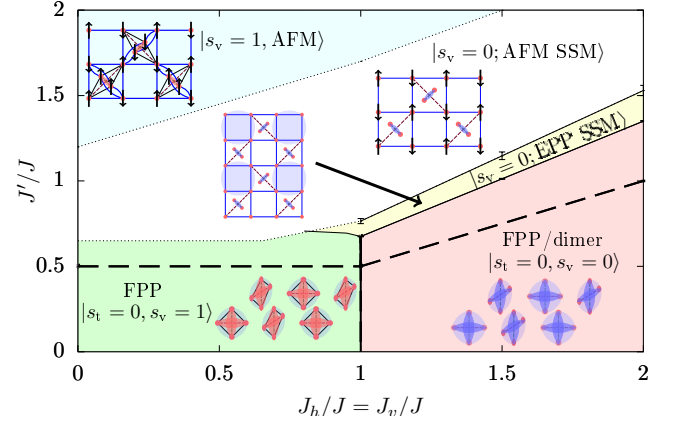 2
1.5
1
0.5
0
J′/J
0
0.5
1
1.5
2
J_h/J = J_v/J
|s_v = 1, AFM⟩
|s_v = 0; AFM SSM⟩
|s_v = 0; EPP SSM⟩
FPP
|s_t = 0, s_v = 1⟩
FPP/dimer
|s_t = 0, s_v = 0⟩